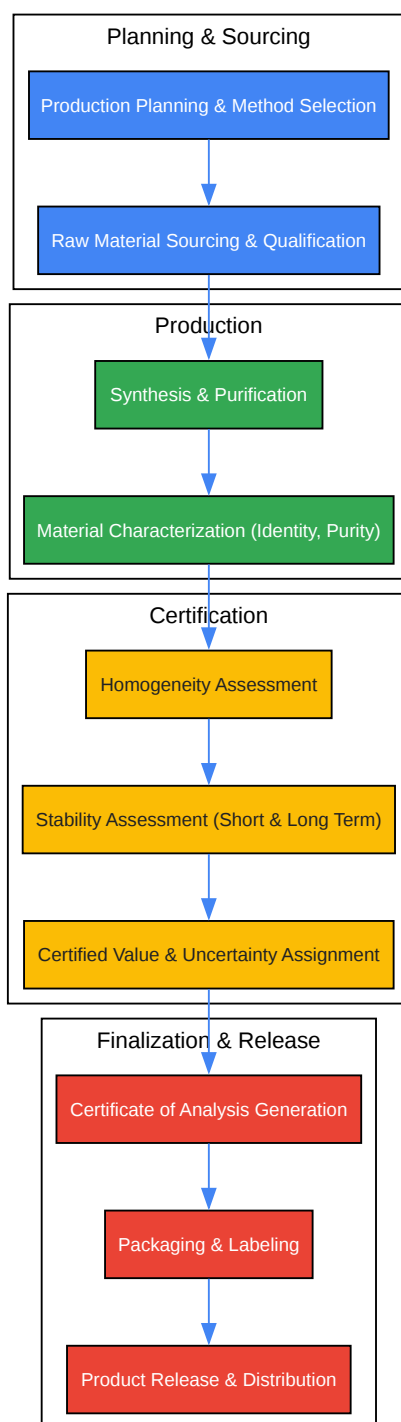 Planning & Sourcing
Production Planning & Method Selection
Raw Material Sourcing & Qualification
Production
Synthesis & Purification
Material Characterization (Identity, Purity)
Certification
Homogeneity Assessment
Stability Assessment (Short & Long Term)
Certified Value & Uncertainty Assignment
Finalization & Release
Certificate of Analysis Generation
Packaging & Labeling
Product Release & Distribution